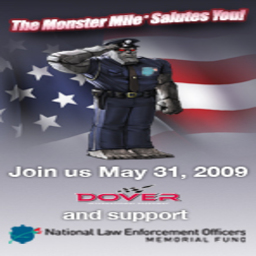 The Monster Mile* Salutes You!
Join us May 31, 2009
DOVER
and support
National Law Enforcement Officers
MEMORIAL FUND